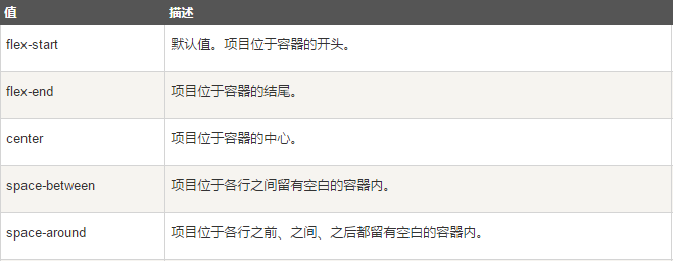 值 描述
flex-start 默认值。项目位于容器的开头。
flex-end 项目位于容器的结尾。
center 项目位于容器的中心。
space-between 项目位于各行之间留有空白的容器内。
space-around 项目位于各行之前、之间、之后都留有空白的容器内。